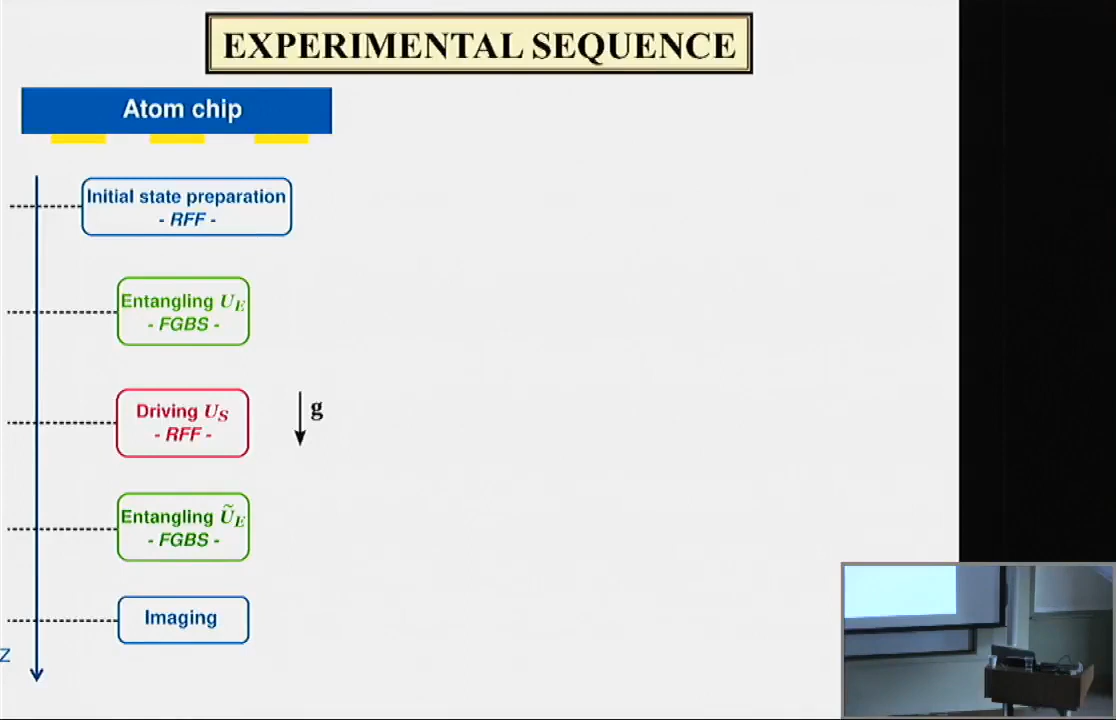 EXPERIMENTAL SEQUENCE
Atom chip
Initial state preparation
- RFF -
Entangling U_E
- FGBS -
Driving U_S
- RFF -
g
Entangling Ũ_E
- FGBS -
Imaging
z